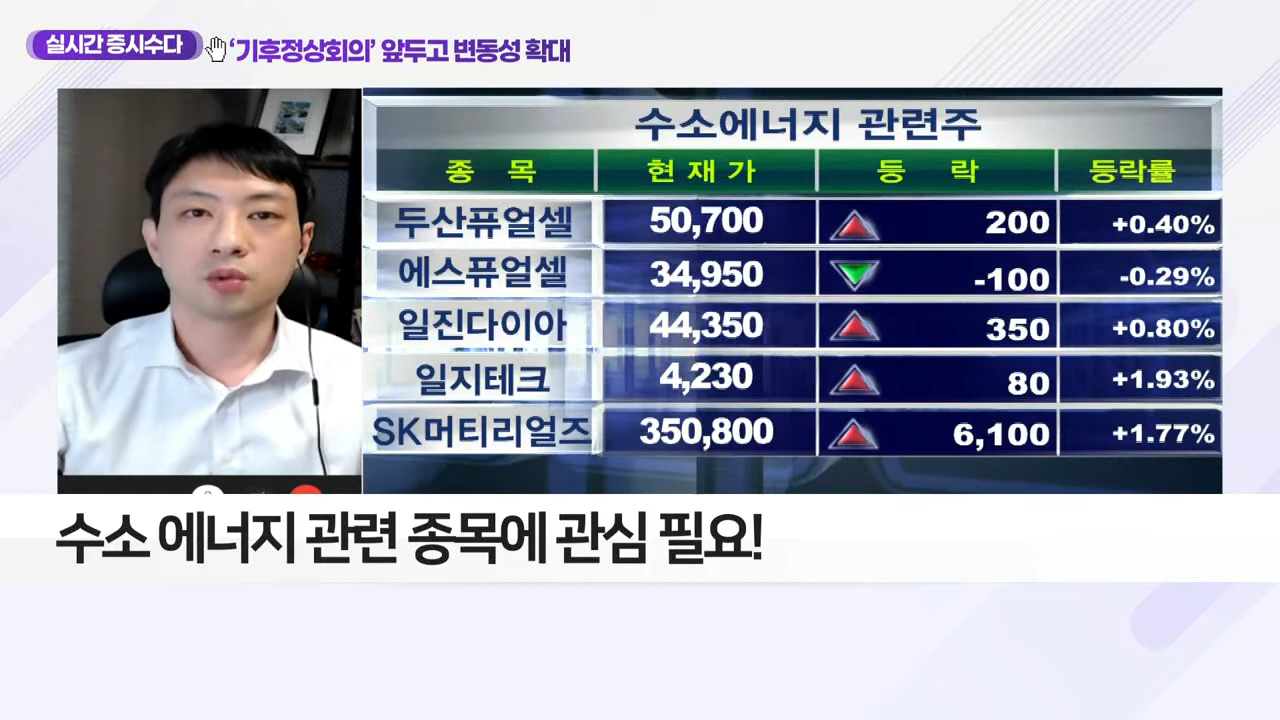 실시간 증시수다
‘기후정상회의’ 앞두고 변동성 확대
수소에너지 관련주
종 목 현재가 등 락 등락률
두산퓨얼셀 50,700 200 +0.40%
에스퓨얼셀 34,950 -100 -0.29%
일진다이아 44,350 350 +0.80%
일지테크 4,230 80 +1.93%
SK머티리얼즈 350,800 6,100 +1.77%
수소 에너지 관련 종목에 관심 필요!